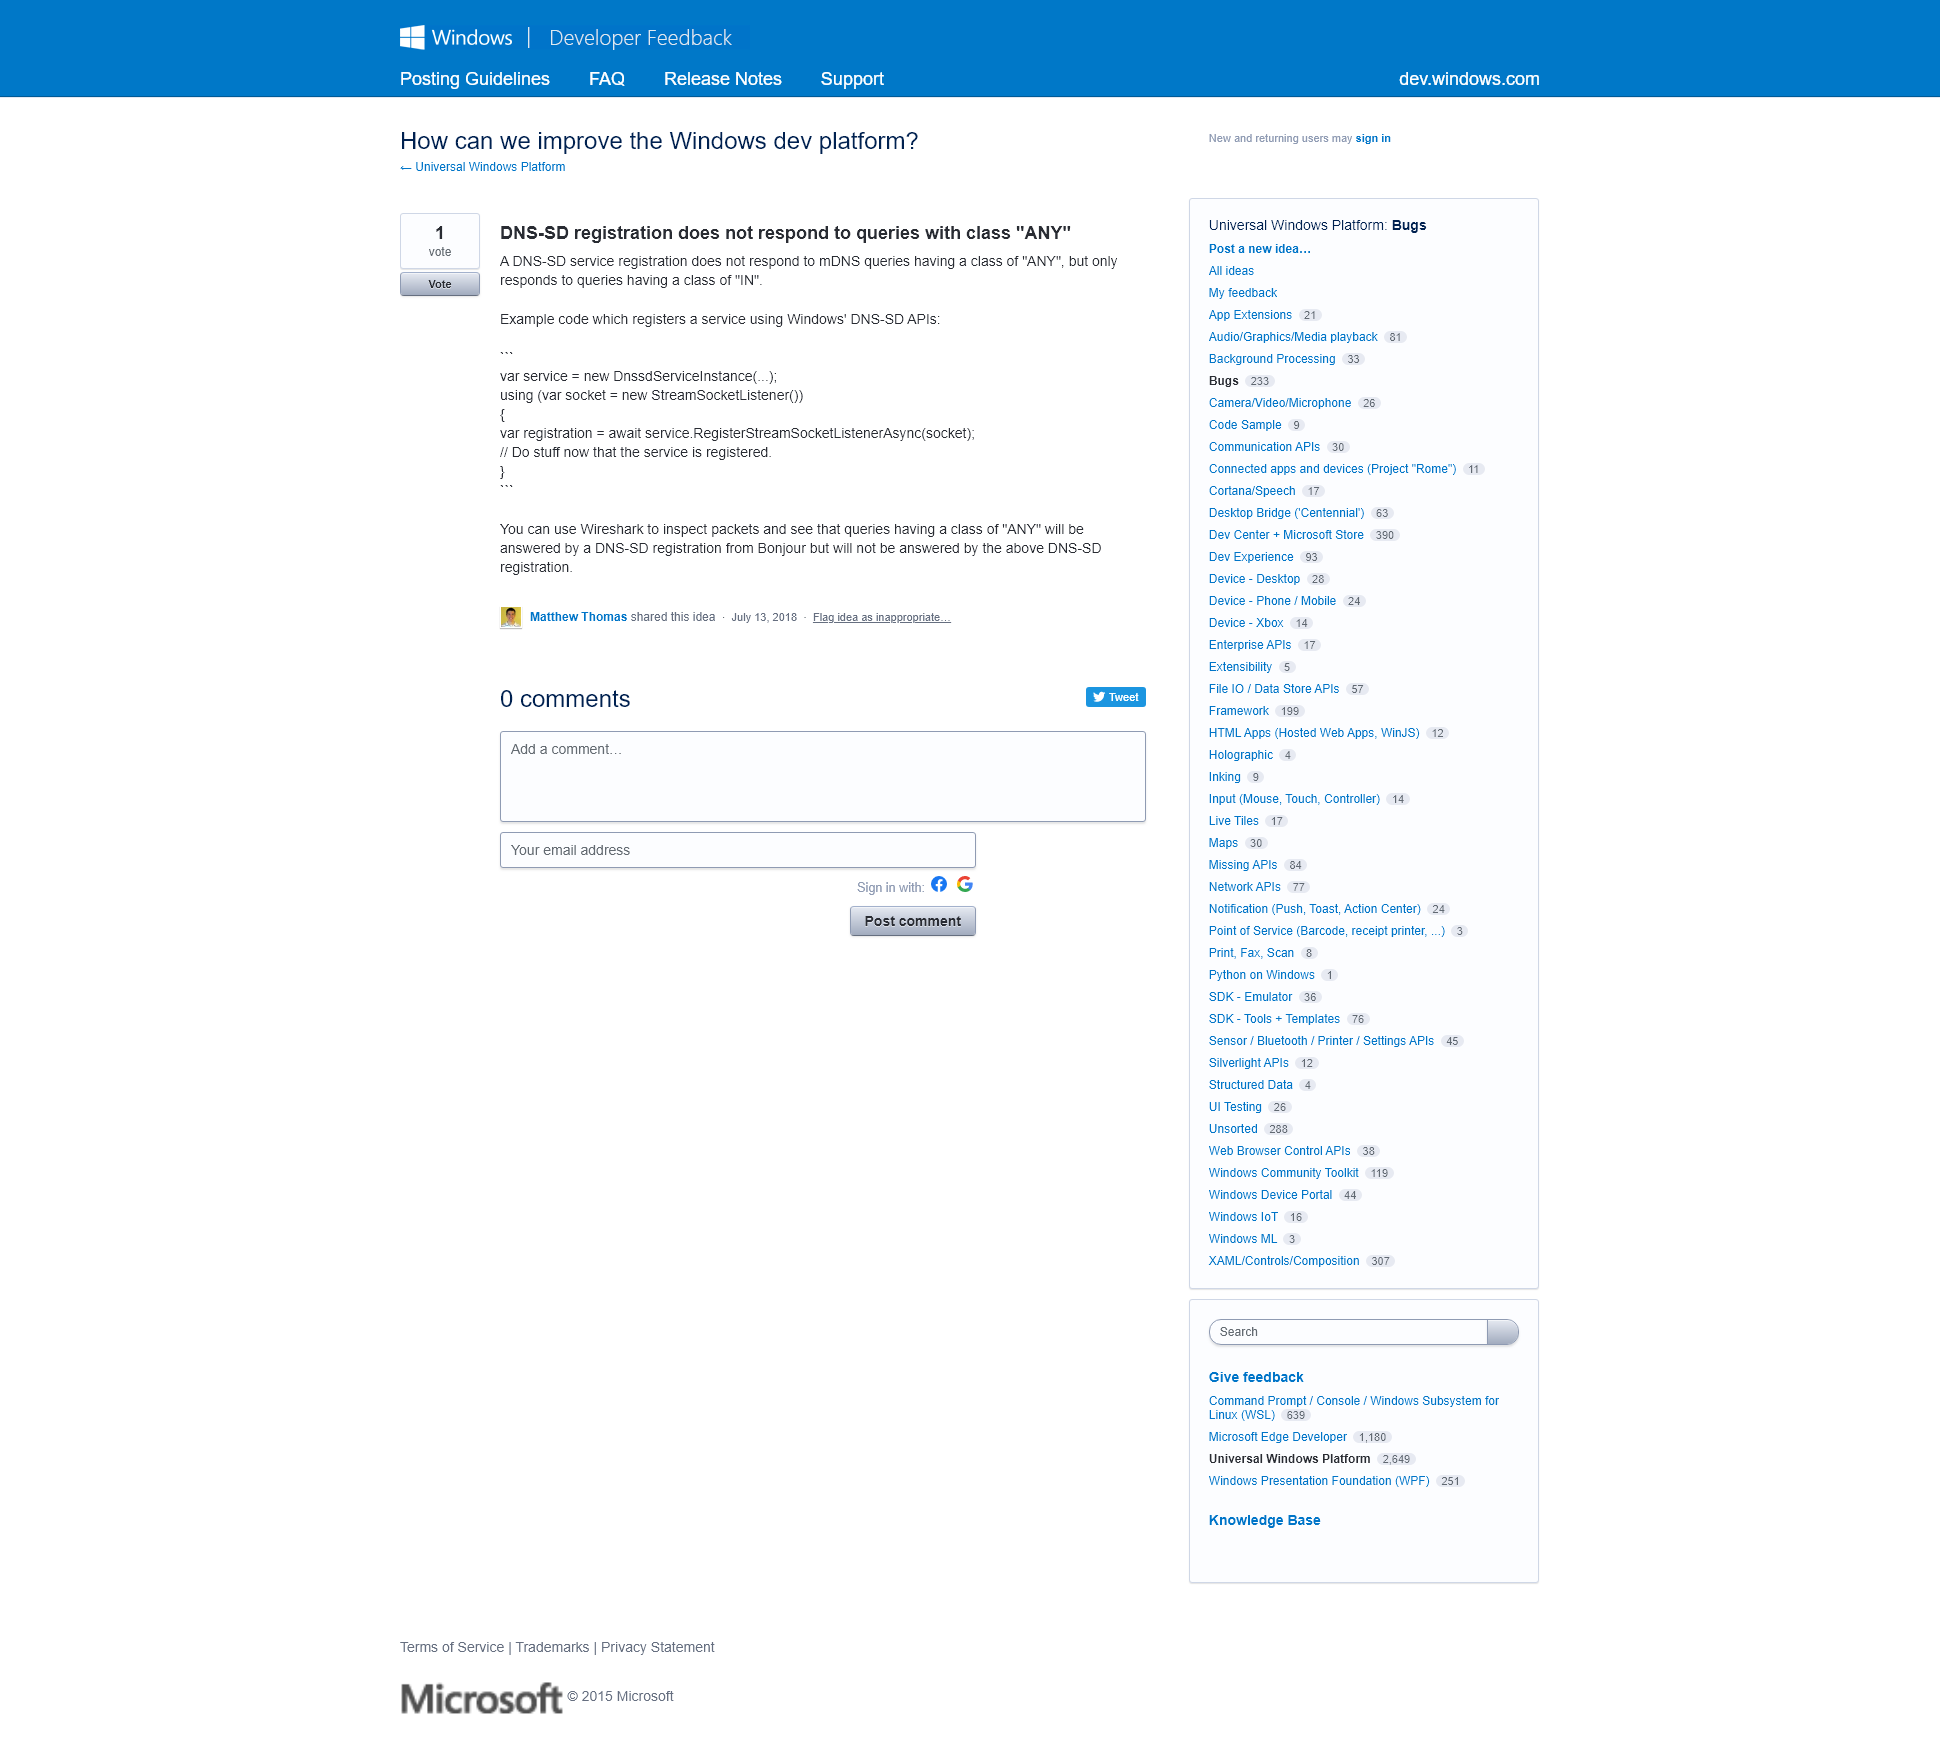 Windows | Developer Feedback
Posting Guidelines FAQ Release Notes Support dev.windows.com
How can we improve the Windows dev platform?
← Universal Windows Platform
New and returning users may sign in
1
vote
Vote
DNS-SD registration does not respond to queries with class "ANY"
A DNS-SD service registration does not respond to mDNS queries having a class of "ANY", but only
responds to queries having a class of "IN".
Example code which registers a service using Windows' DNS-SD APIs:
```
var service = new DnssdServiceInstance(...);
using (var socket = new StreamSocketListener())
{
var registration = await service.RegisterStreamSocketListenerAsync(socket);
// Do stuff now that the service is registered.
}
```
You can use Wireshark to inspect packets and see that queries having a class of "ANY" will be
answered by a DNS-SD registration from Bonjour but will not be answered by the above DNS-SD
registration.
Matthew Thomas shared this idea · July 13, 2018 · Flag idea as inappropriate…
0 comments
Tweet
Add a comment…
Your email address
Sign in with:
Post comment
Universal Windows Platform: Bugs
Post a new idea…
All ideas
My feedback
App Extensions 21
Audio/Graphics/Media playback 81
Background Processing 33
Bugs 233
Camera/Video/Microphone 26
Code Sample 9
Communication APIs 30
Connected apps and devices (Project "Rome") 11
Cortana/Speech 17
Desktop Bridge ('Centennial') 63
Dev Center + Microsoft Store 390
Dev Experience 93
Device - Desktop 28
Device - Phone / Mobile 24
Device - Xbox 14
Enterprise APIs 17
Extensibility 5
File IO / Data Store APIs 57
Framework 199
HTML Apps (Hosted Web Apps, WinJS) 12
Holographic 4
Inking 9
Input (Mouse, Touch, Controller) 14
Live Tiles 17
Maps 30
Missing APIs 84
Network APIs 77
Notification (Push, Toast, Action Center) 24
Point of Service (Barcode, receipt printer, ...) 3
Print, Fax, Scan 8
Python on Windows 1
SDK - Emulator 36
SDK - Tools + Templates 76
Sensor / Bluetooth / Printer / Settings APIs 45
Silverlight APIs 12
Structured Data 4
UI Testing 26
Unsorted 288
Web Browser Control APIs 38
Windows Community Toolkit 119
Windows Device Portal 44
Windows IoT 16
Windows ML 3
XAML/Controls/Composition 307
Search
Give feedback
Command Prompt / Console / Windows Subsystem for
Linux (WSL) 639
Microsoft Edge Developer 1,180
Universal Windows Platform 2,649
Windows Presentation Foundation (WPF) 251
Knowledge Base
Terms of Service | Trademarks | Privacy Statement
Microsoft © 2015 Microsoft